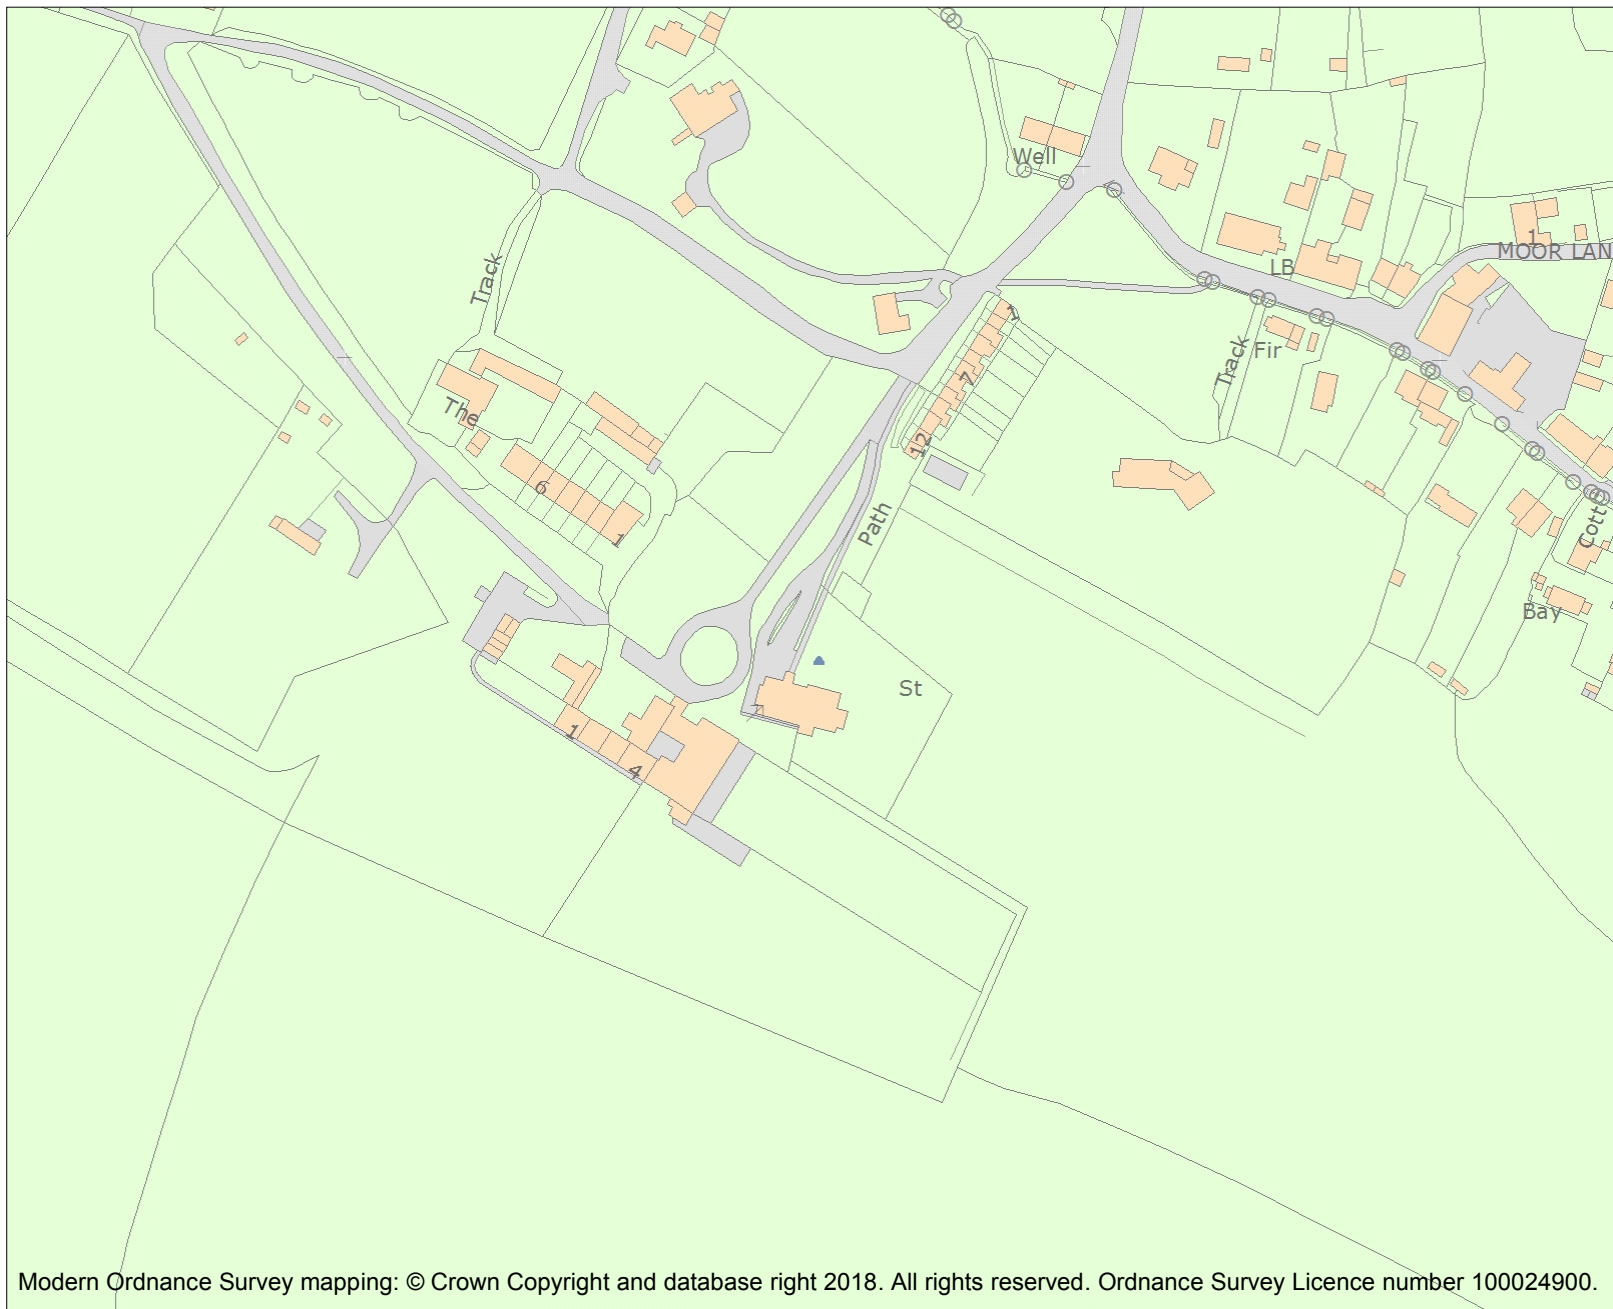 Well
1
MOOR LAN
LB
Track
1
Fir
Track
7
The
12
6
Path
Cott
1
Bay
St
1
4
Modern Ordnance Survey mapping: © Crown Copyright and database right 2018. All rights reserved. Ordnance Survey Licence number 100024900.